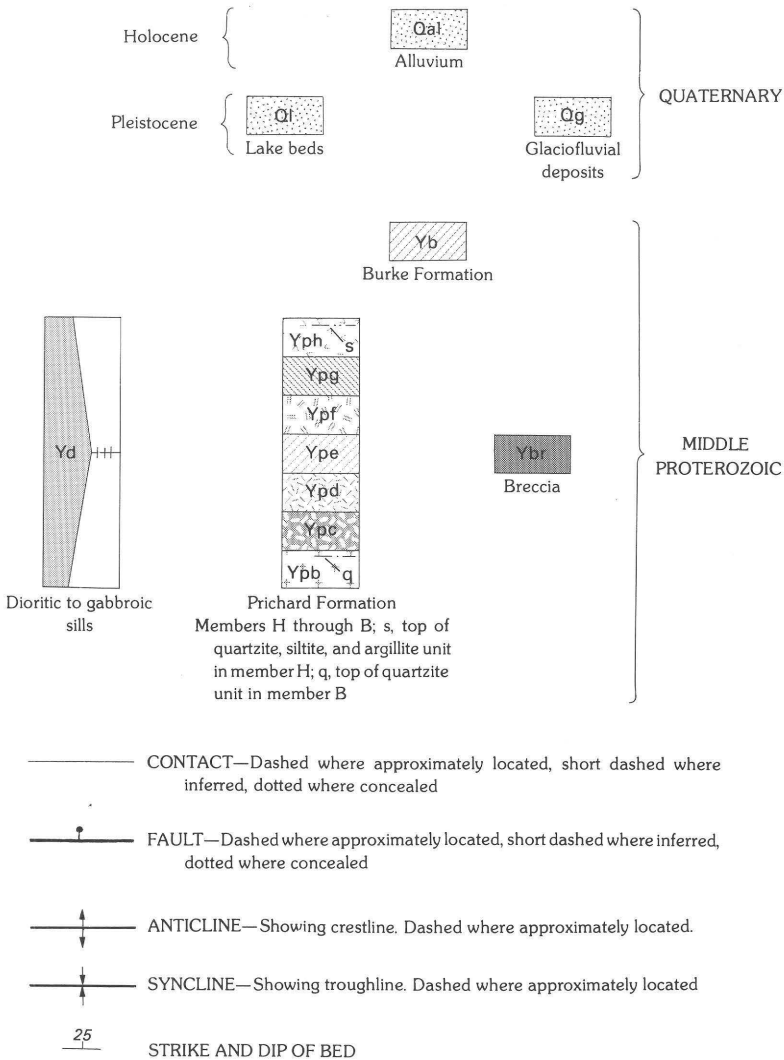 Holocene
Qal
Alluvium
QUATERNARY
Pleistocene
Ql
Lake beds
Qg
Glaciofluvial
deposits
Yb
Burke Formation
Yph
s
Ypg
Ypf
Yd
Ype
Ybr
Breccia
MIDDLE
PROTEROZOIC
Ypd
Ypc
Ypb
q
Dioritic to gabbroic
sills
Prichard Formation
Members H through B; s, top of
quartzite, siltite, and argillite unit
in member H; q, top of quartzite
unit in member B
CONTACT—Dashed where approximately located, short dashed where
inferred, dotted where concealed
FAULT—Dashed where approximately located, short dashed where inferred,
dotted where concealed
ANTICLINE—Showing crestline. Dashed where approximately located.
SYNCLINE—Showing troughline. Dashed where approximately located
25
STRIKE AND DIP OF BED